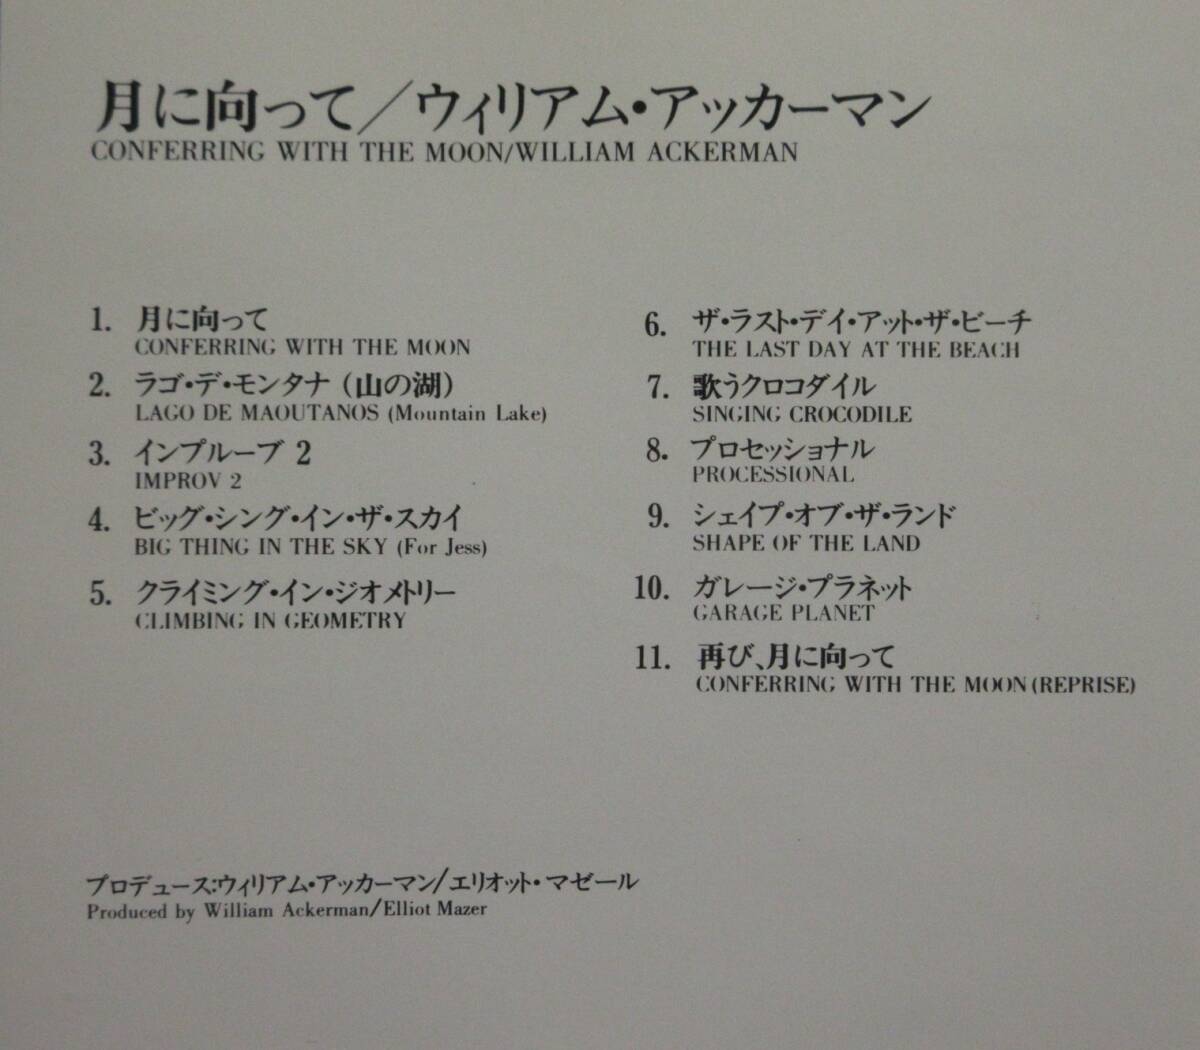 月に向って／ウィリアム・アッカーマン
CONFERRING WITH THE MOON/WILLIAM ACKERMAN
1. 月に向って
CONFERRING WITH THE MOON
2. ラゴ・デ・モンタナ（山の湖）
LAGO DE MAOUTANOS (Mountain Lake)
3. インプルーブ 2
IMPROV 2
4. ビッグ・シング・イン・ザ・スカイ
BIG THING IN THE SKY (For Jess)
5. クライミング・イン・ジオメトリー
CLIMBING IN GEOMETRY
6. ザ・ラスト・デイ・アット・ザ・ビーチ
THE LAST DAY AT THE BEACH
7. 歌うクロコダイル
SINGING CROCODILE
8. プロセッショナル
PROCESSIONAL
9. シェイプ・オブ・ザ・ランド
SHAPE OF THE LAND
10. ガレージ・プラネット
GARAGE PLANET
11. 再び、月に向って
CONFERRING WITH THE MOON (REPRISE)
プロデュース:ウィリアム・アッカーマン/エリオット・マゼール
Produced by William Ackerman/Elliot Mazer